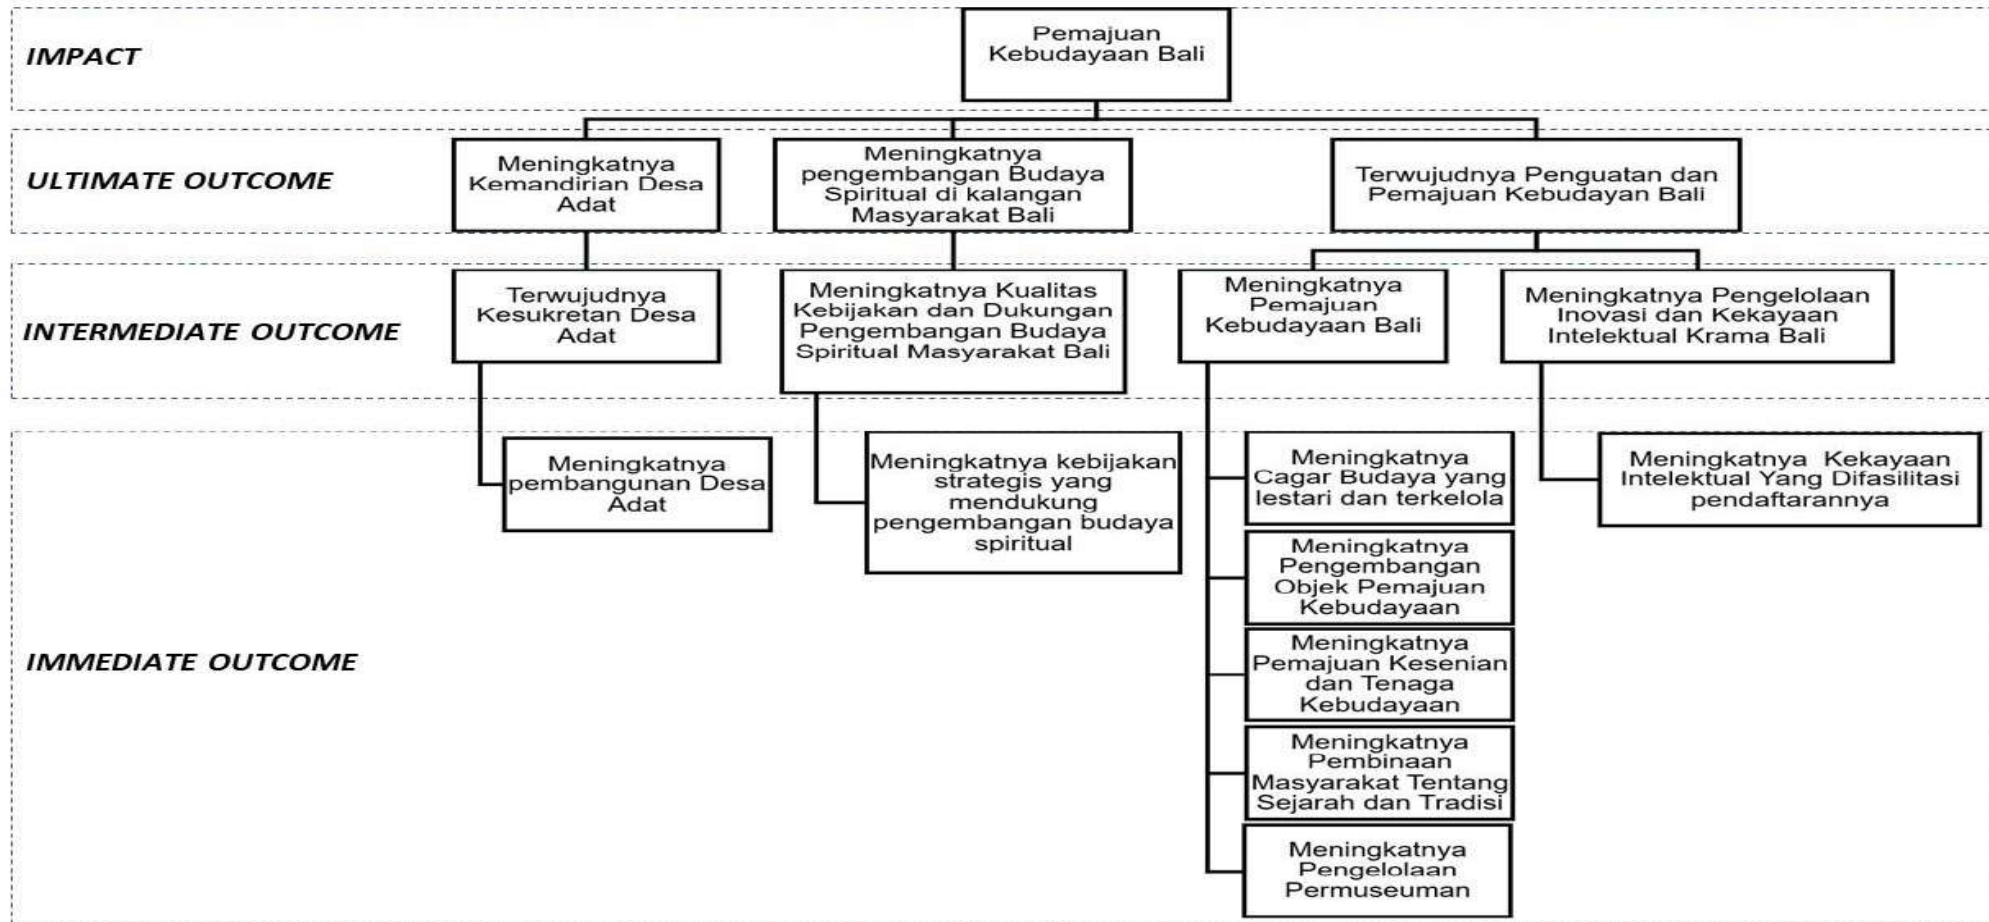 IMPACT
Pemajuan
Kebudayaan Bali
ULTIMATE OUTCOME
Meningkatnya
Kemandirian Desa
Adat
Meningkatnya
pengembangan Budaya
Spiritual di kalangan
Masyarakat Bali
Terwujudnya Penguatan dan
Pemajuan Kebudayan Bali
INTERMEDIATE OUTCOME
Terwujudnya
Kesukretan Desa
Adat
Meningkatnya Kualitas
Kebijakan dan Dukungan
Pengembangan Budaya
Spiritual Masyarakat Bali
Meningkatnya
Pemajuan
Kebudayaan Bali
Meningkatnya Pengelolaan
Inovasi dan Kekayaan
Intelektual Krama Bali
IMMEDIATE OUTCOME
Meningkatnya
pembangunan Desa
Adat
Meningkatnya kebijakan
strategis yang
mendukung
pengembangan budaya
spiritual
Meningkatnya
Cagar Budaya yang
lestari dan terkelola
Meningkatnya
Pengembangan
Objek Pemajuan
Kebudayaan
Meningkatnya
Pemajuan Kesenian
dan Tenaga
Kebudayaan
Meningkatnya
Pembinaan
Masyarakat Tentang
Sejarah dan Tradisi
Meningkatnya
Pengelolaan
Permuseuman
Meningkatnya Kekayaan
Intelektual Yang Difasilitasi
pendaftarannya